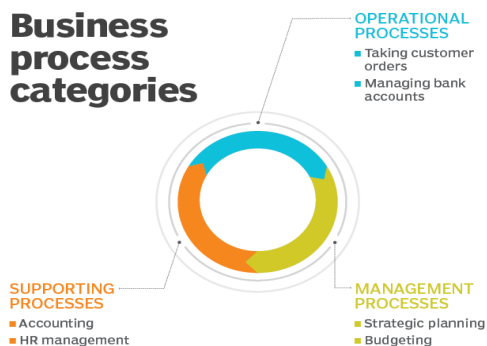 Business
process
categories
OPERATIONAL
PROCESSES
Taking customer
orders
Managing bank
accounts
SUPPORTING
PROCESSES
Accounting
HR management
MANAGEMENT
PROCESSES
Strategic planning
Budgeting